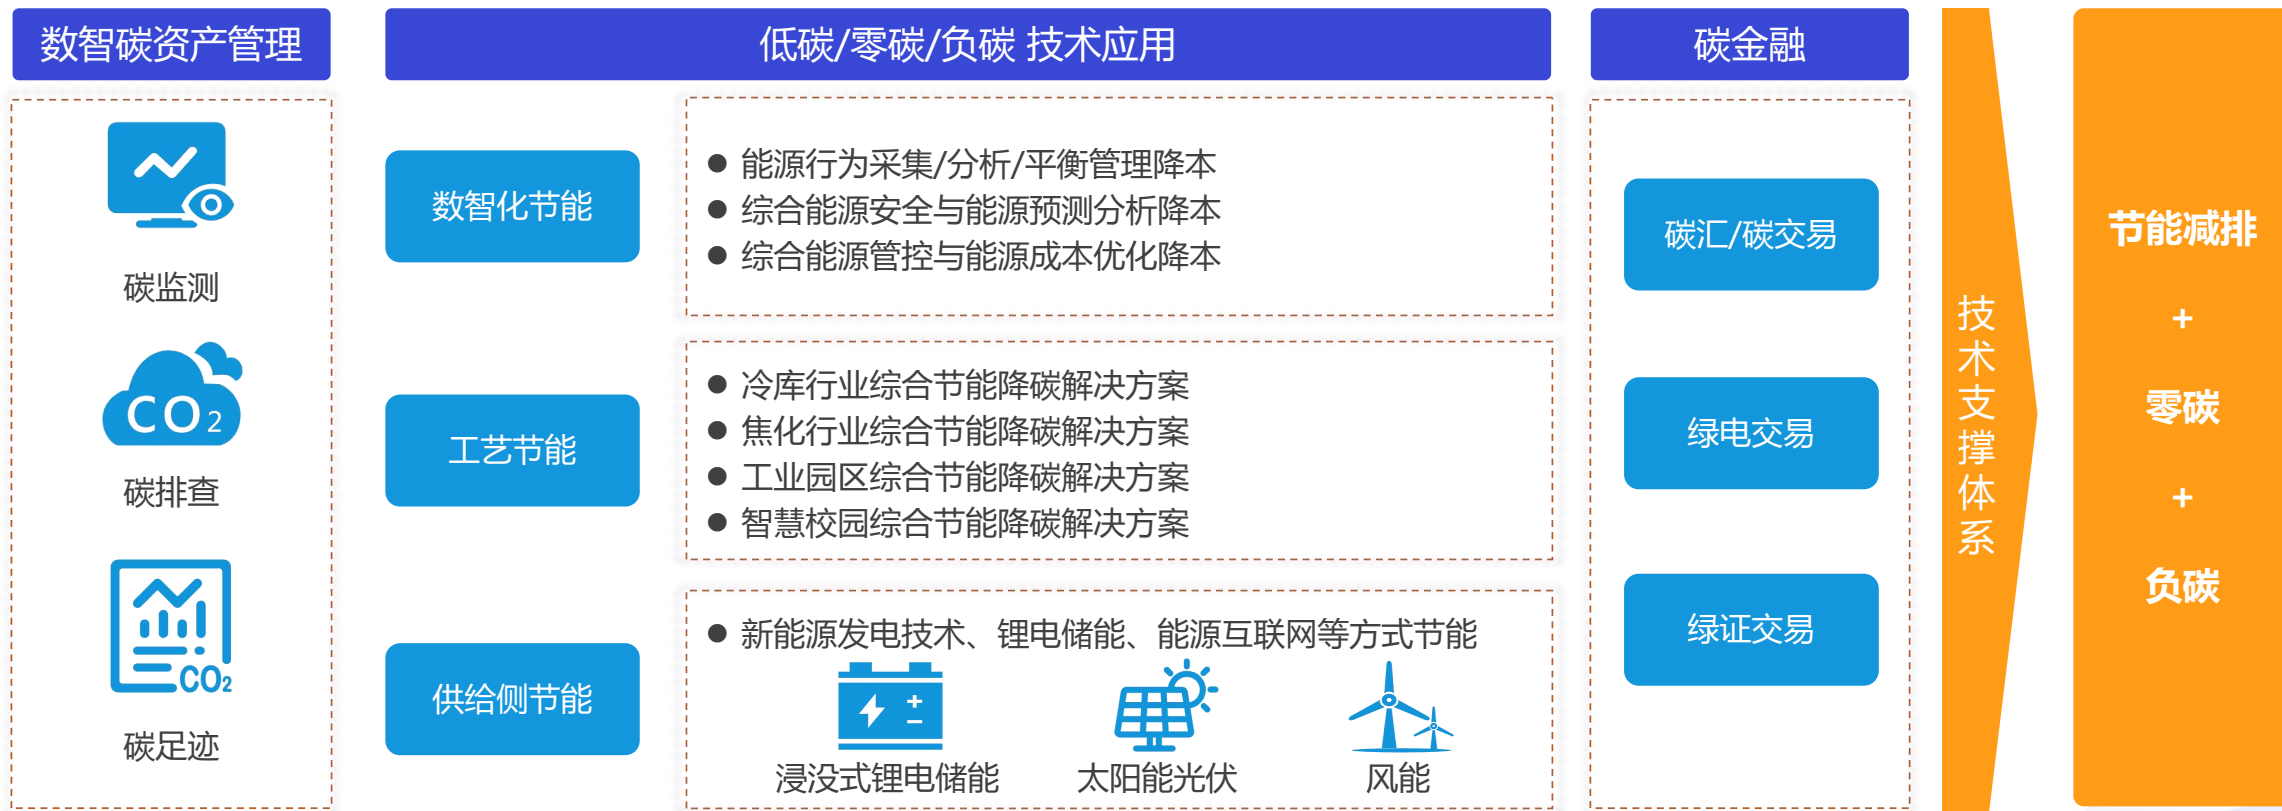 数智碳资产管理
碳监测
CO2
碳排查
CO2
碳足迹
低碳/零碳/负碳 技术应用
数智化节能
● 能源行为采集/分析/平衡管理降本
● 综合能源安全与能源预测分析降本
● 综合能源管控与能源成本优化降本
工艺节能
● 冷库行业综合节能降碳解决方案
● 焦化行业综合节能降碳解决方案
● 工业园区综合节能降碳解决方案
● 智慧校园综合节能降碳解决方案
供给侧节能
● 新能源发电技术、锂电储能、能源互联网等方式节能
浸没式锂电储能
太阳能光伏
风能
碳金融
碳汇/碳交易
绿电交易
绿证交易
技术支撑体系
节能减排
+
零碳
+
负碳